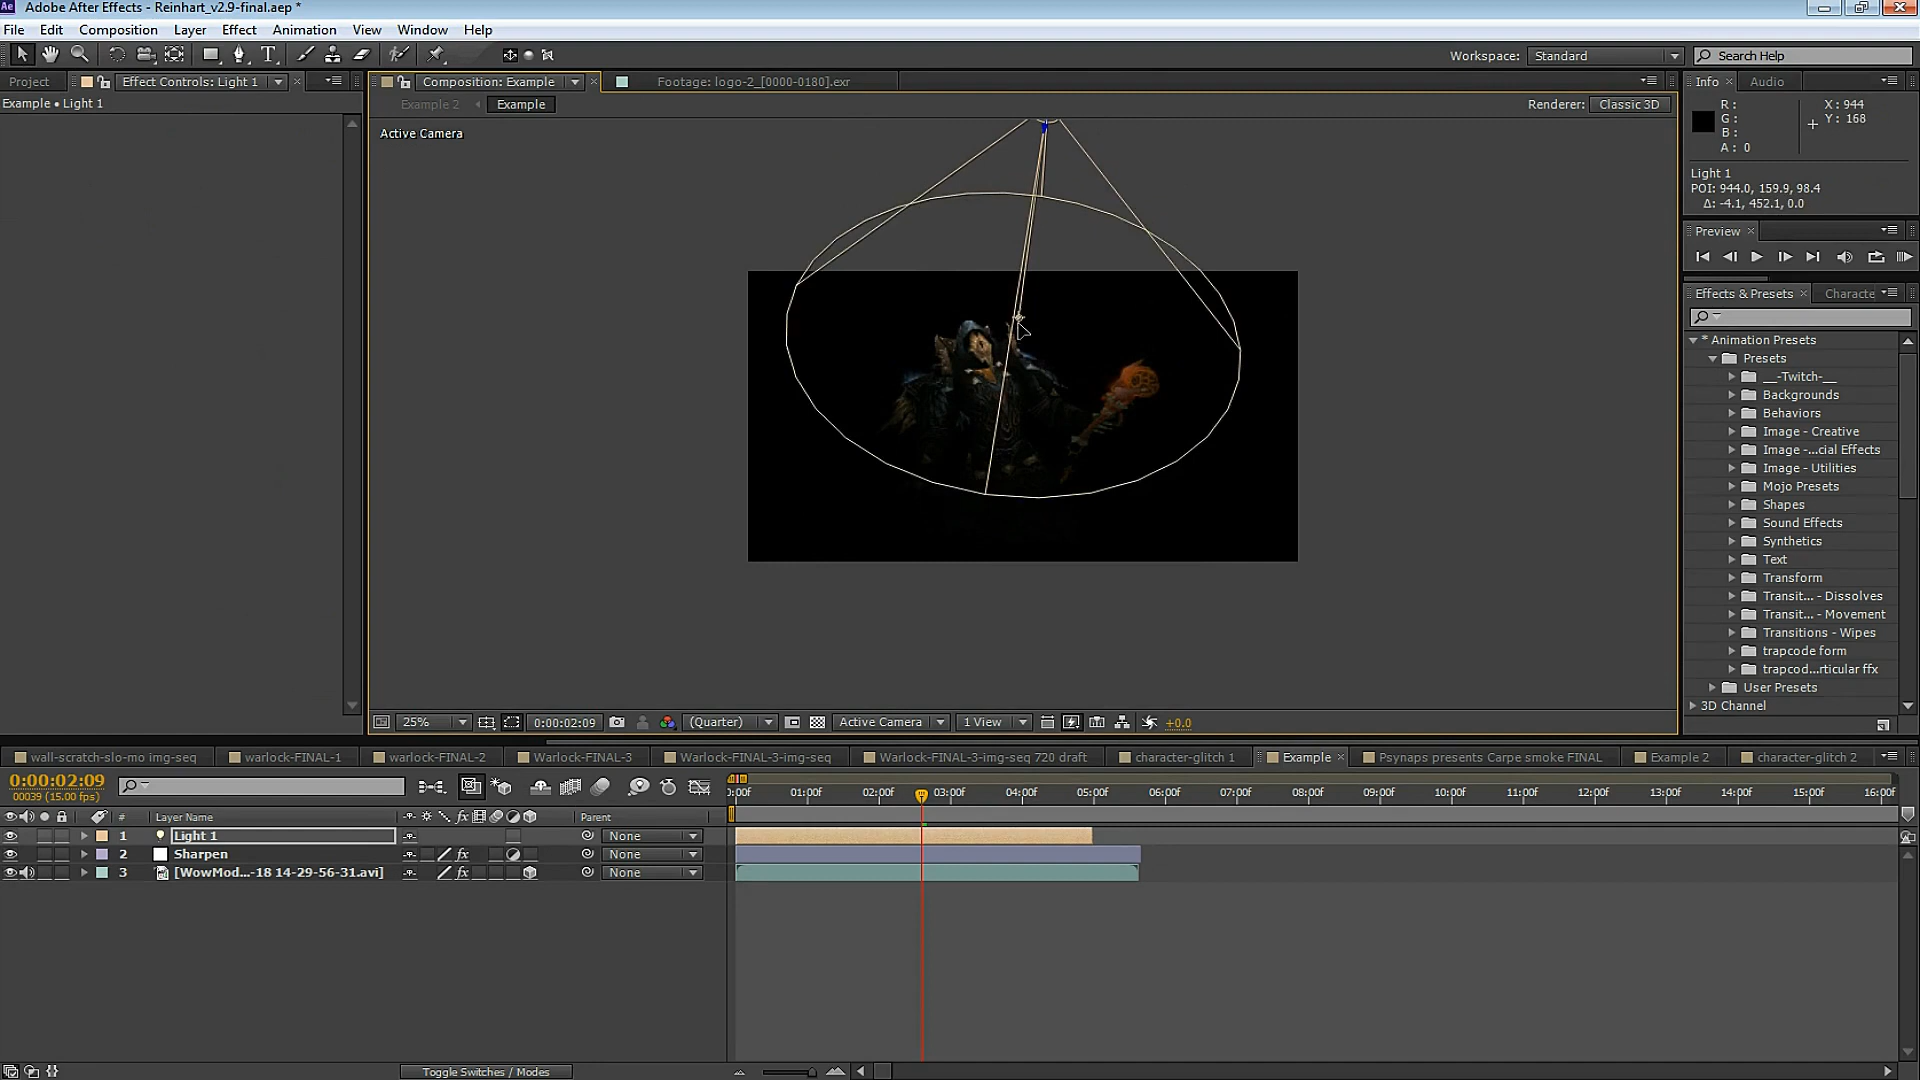 Ae Adobe After Effects - Reinhart_v2.9-final.aep *
File Edit Composition Layer Effect Animation View Window Help
Workspace: Standard Search Help
Project Effect Controls: Light 1 Composition: Example Footage: logo-2_[0000-0180].exr Info Audio
Example • Light 1 Example 2 Example Renderer: Classic 3D
R: X: 944
G: Y: 168
B:
A: 0
Active Camera
Light 1
POI: 944.0, 159.9, 98.4
Δ: -4.1, 452.1, 0.0
Preview
Effects & Presets Characte
* Animation Presets
Presets
__-Twitch-__
Backgrounds
Behaviors
Image - Creative
Image -...cial Effects
Image - Utilities
Mojo Presets
Shapes
Sound Effects
Synthetics
Text
Transform
Transit... - Dissolves
Transit... - Movement
Transitions - Wipes
trapcode form
trapcod...rticular ffx
User Presets
3D Channel
25% 0:00:02:09 (Quarter) Active Camera 1 View +0.0
wall-scratch-slo-mo img-seq warlock-FINAL-1 warlock-FINAL-2 Warlock-FINAL-3 Warlock-FINAL-3-img-seq Warlock-FINAL-3-img-seq 720 draft character-glitch 1 Example Psynaps presents Carpe smoke FINAL Example 2 character-glitch 2
0:00:02:09
00039 (15.00 fps)
):00f 01:00f 02:00f 03:00f 04:00f 05:00f 06:00f 07:00f 08:00f 09:00f 10:00f 11:00f 12:00f 13:00f 14:00f 15:00f 16:00f
# Layer Name fx Parent
1 Light 1 None
2 Sharpen fx None
3 [WowMod...-18 14-29-56-31.avi] fx None
Toggle Switches / Modes